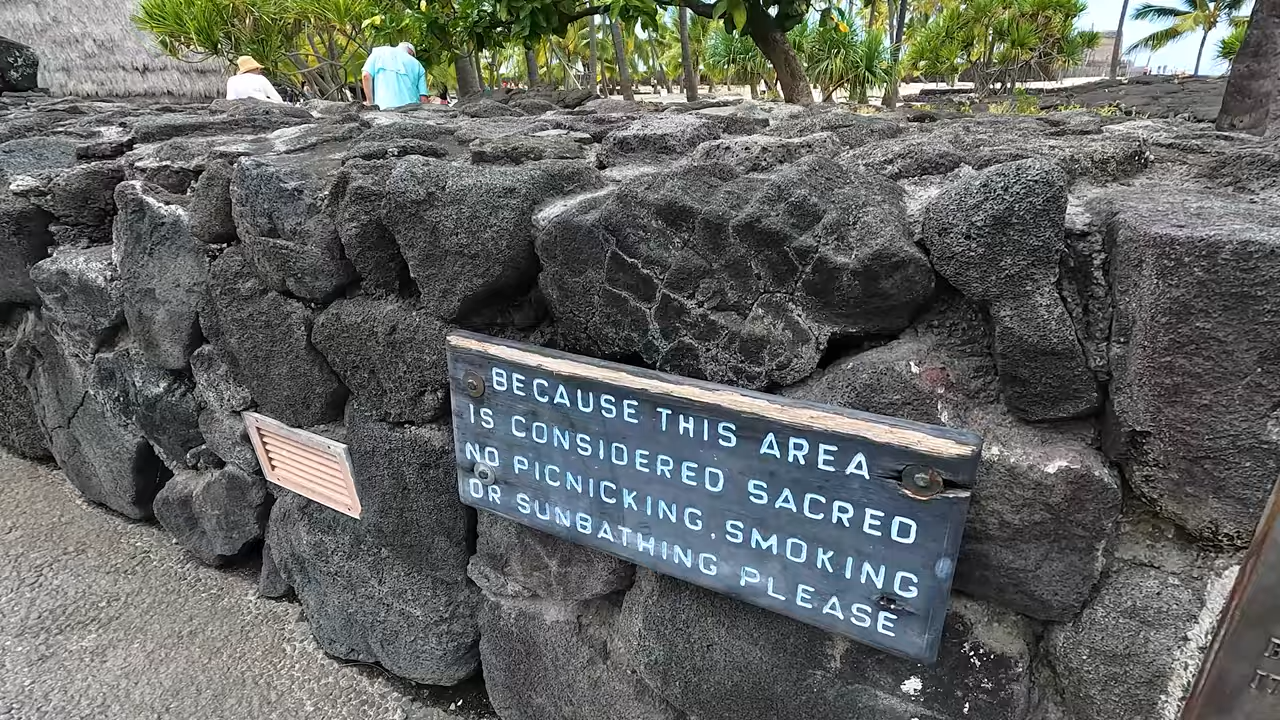 BECAUSE THIS AREA
IS CONSIDERED SACRED
NO PICNICKING, SMOKING
OR SUNBATHING PLEASE